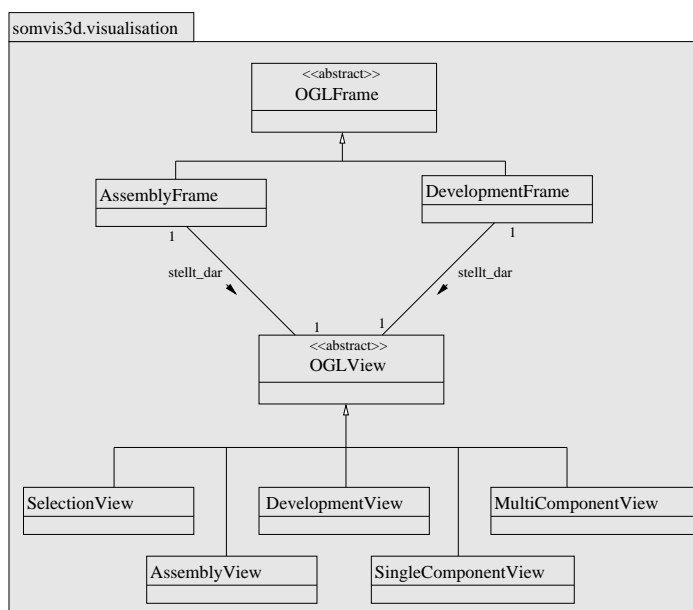 somvis3d.visualisation
<<abstract>>
OGLFrame
AssemblyFrame
DevelopmentFrame
1
1
stellt_dar
stellt_dar
1
1
<<abstract>>
OGLView
SelectionView
DevelopmentView
MultiComponentView
AssemblyView
SingleComponentView